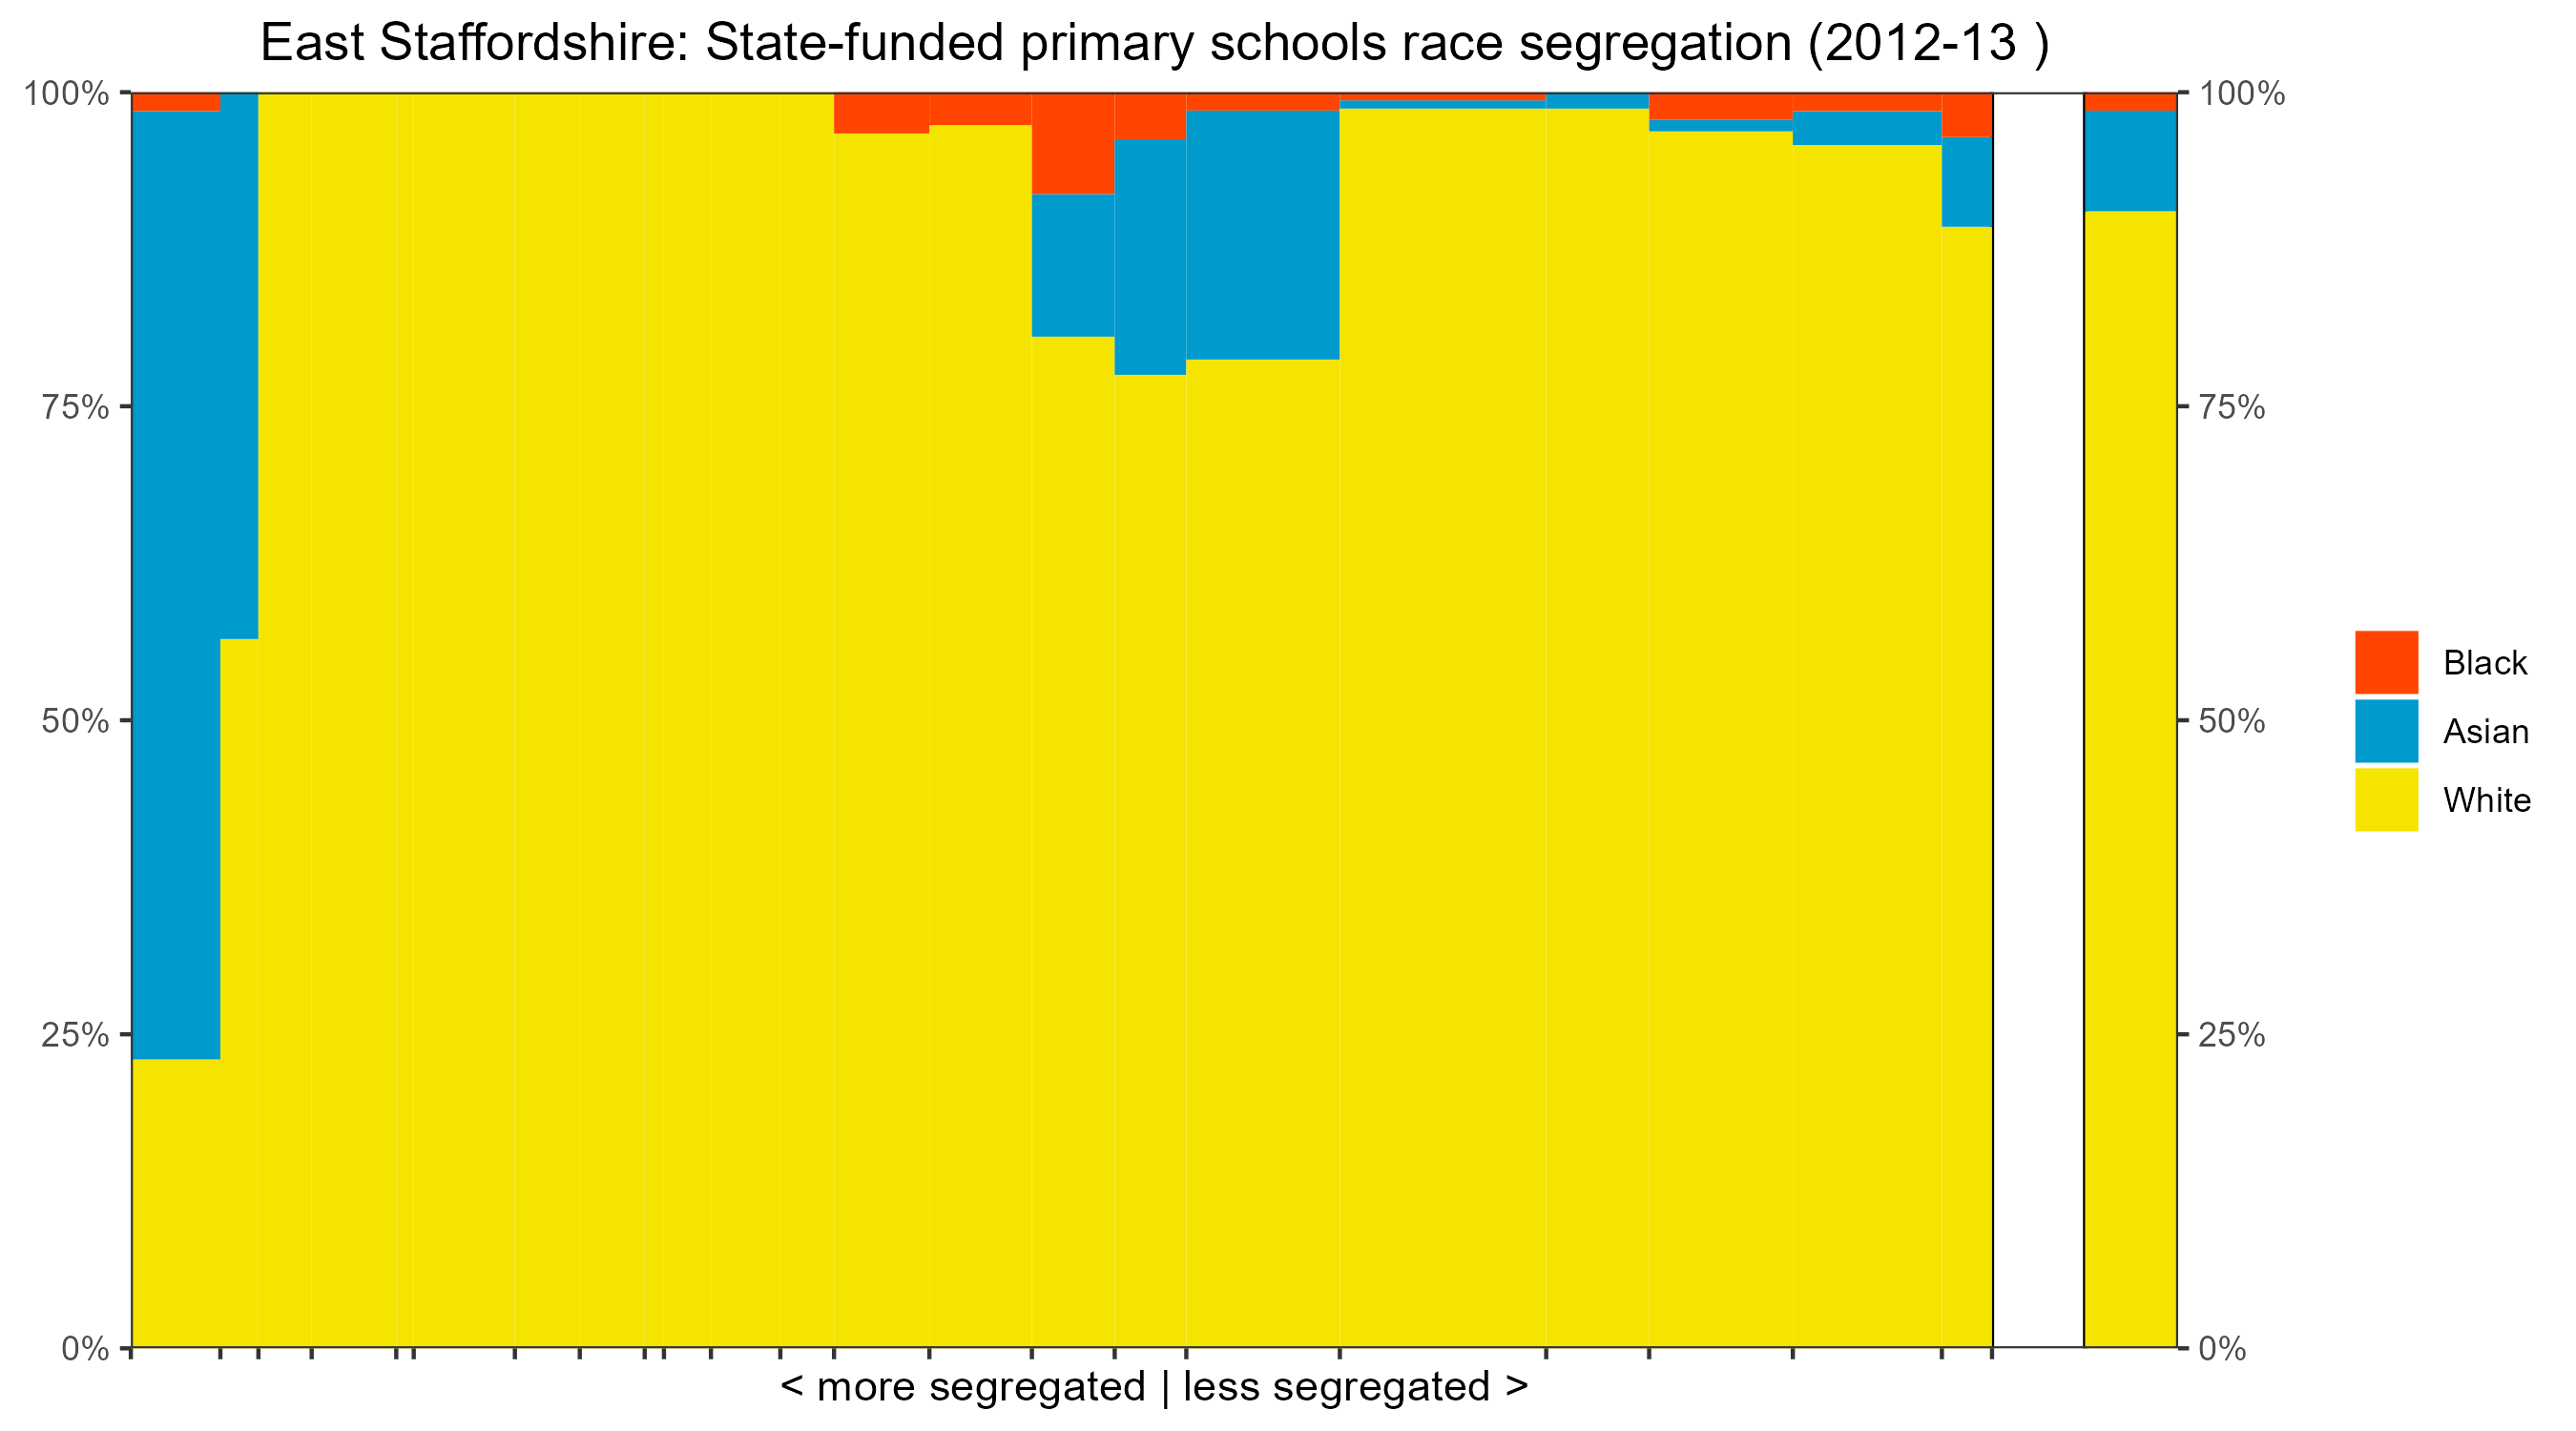 East Staffordshire: State-funded primary schools race segregation (2012-13 )
100%
75%
50%
25%
0%
100%
75%
50%
25%
0%
Black
Asian
White
< more segregated | less segregated >